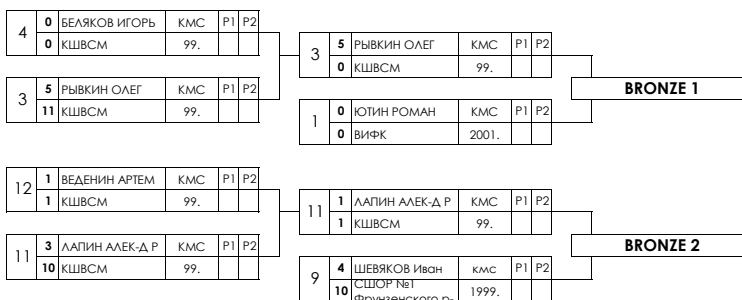 4 0 БЕЛЯКОВ ИГОРЬ КМС P1 P2
0 КШВСМ 99.
3 5 РЫВКИН ОЛЕГ КМС P1 P2
0 КШВСМ 99.
3 5 РЫВКИН ОЛЕГ КМС P1 P2
11 КШВСМ 99.
BRONZE 1
1 0 ЮТИН РОМАН КМС P1 P2
0 ВИФК 2001.
12 1 ВЕДЕНИН АРТЕМ КМС P1 P2
1 КШВСМ 99.
11 1 ЛАПИН АЛЕК-Д Р КМС P1 P2
1 КШВСМ 99.
11 3 ЛАПИН АЛЕК-Д Р КМС P1 P2
10 КШВСМ 99.
BRONZE 2
9 4 ШЕВЯКОВ Иван кмс P1 P2
10 СШОР №1 1999.
Фрунзенского р-